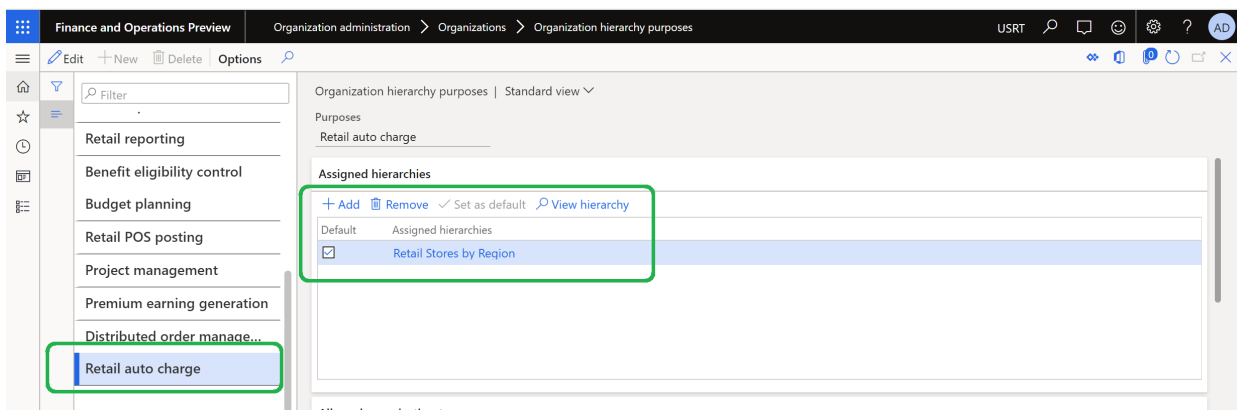 Finance and Operations Preview
Organization administration > Organizations > Organization hierarchy purposes
USRT
?
AD
Edit
+ New
Delete
Options
0
Filter
Retail reporting
Benefit eligibility control
Budget planning
Retail POS posting
Project management
Premium earning generation
Distributed order manage...
Retail auto charge
Organization hierarchy purposes | Standard view
Purposes
Retail auto charge
Assigned hierarchies
+ Add
Remove
Set as default
View hierarchy
Default
Assigned hierarchies
Retail Stores by Region